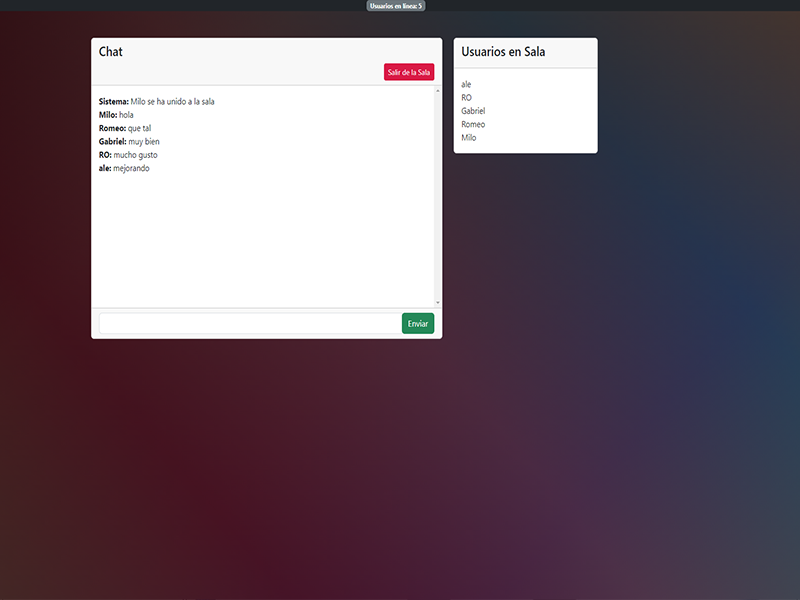 Usuarios en línea: 5
Chat
Salir de la Sala
Sistema: Milo se ha unido a la sala
Milo: hola
Romeo: que tal
Gabriel: muy bien
RO: mucho gusto
ale: mejorando
Enviar
Usuarios en Sala
ale
RO
Gabriel
Romeo
Milo